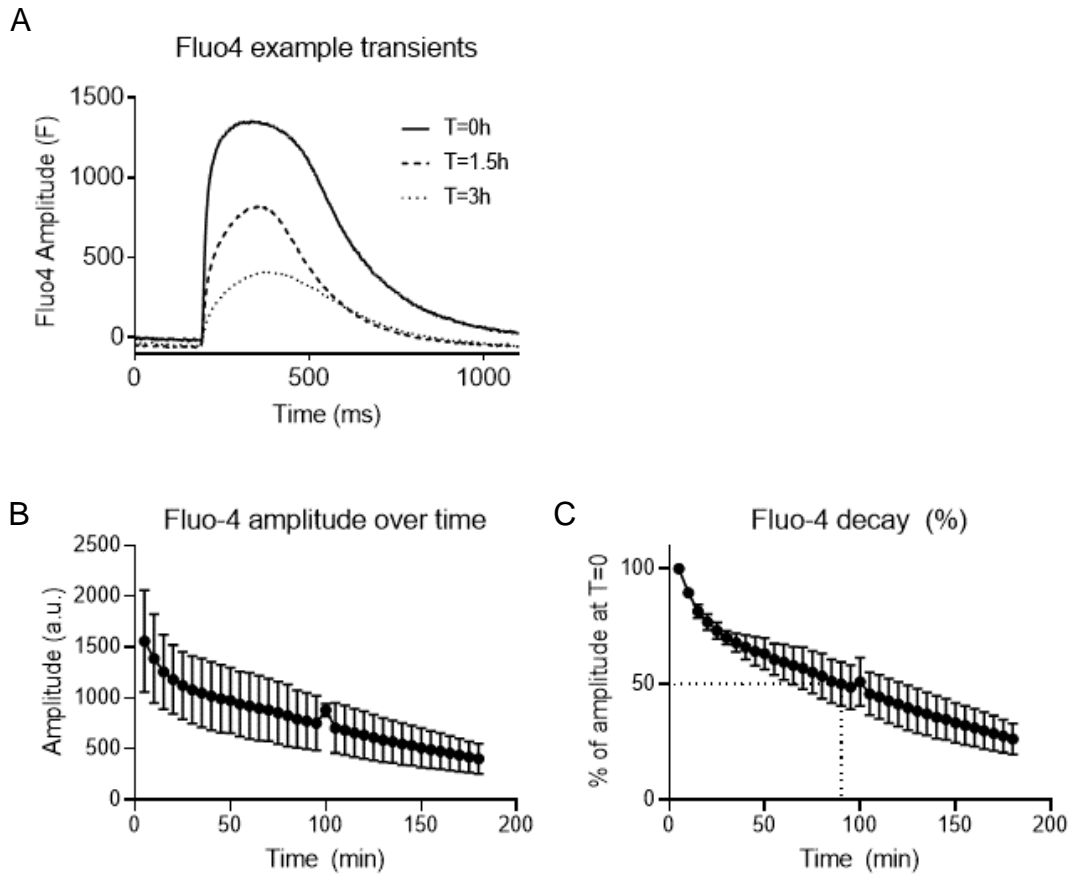 A
Fluo4 example transients
Fluo4 Amplitude (F)
1500
1000
500
0
T=0h
T=1.5h
T=3h
0
500
1000
Time (ms)
B
Fluo-4 amplitude over time
Amplitude (a.u.)
2500
2000
1500
1000
500
0
0
50
100
150
200
Time (min)
C
Fluo-4 decay (%)
% of amplitude at T=0
100
50
0
0
50
100
150
200
Time (min)